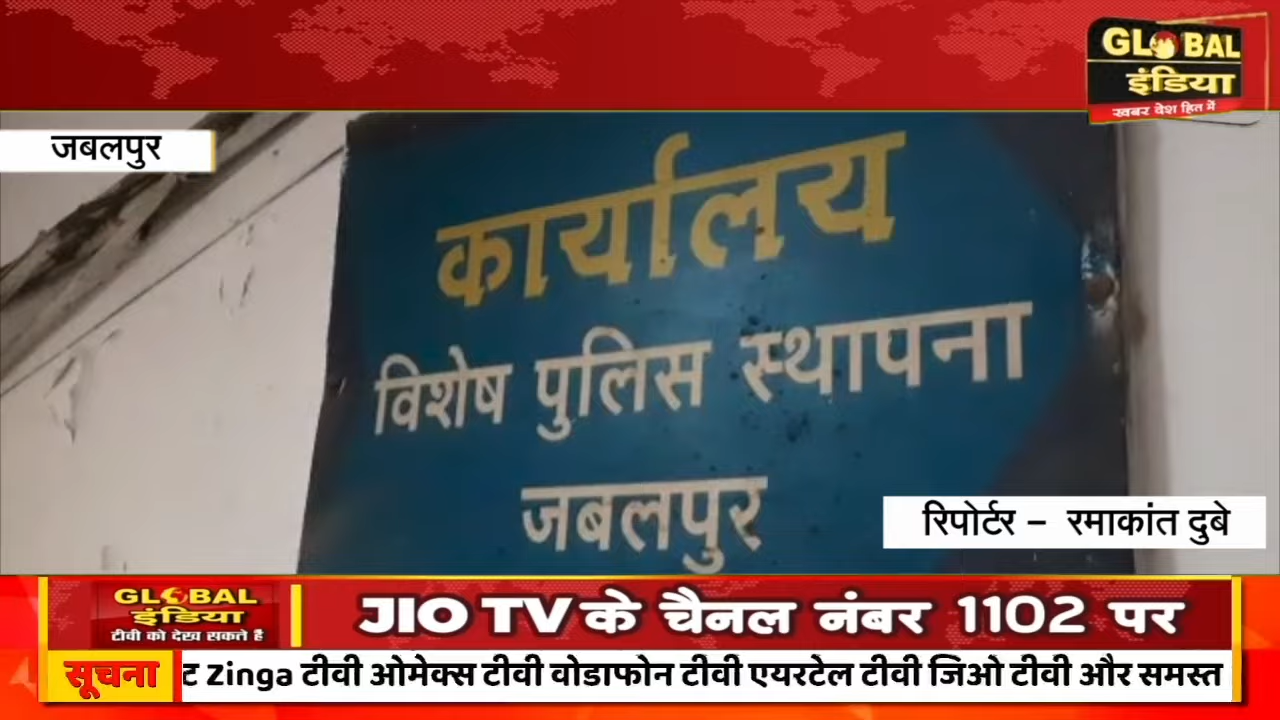 GLOBAL
इंडिया
खबर देश हित में
जबलपुर
कार्यालय
विशेष पुलिस स्थापना
जबलपुर
रिपोर्टर – रमाकांत दुबे
GLOBAL
इंडिया
टीवी को देख सकते है
JIO TV के चैनल नंबर 1102 पर
सूचना
ट Zinga टीवी ओमेक्स टीवी वोडाफोन टीवी एयरटेल टीवी जिओ टीवी और समस्त